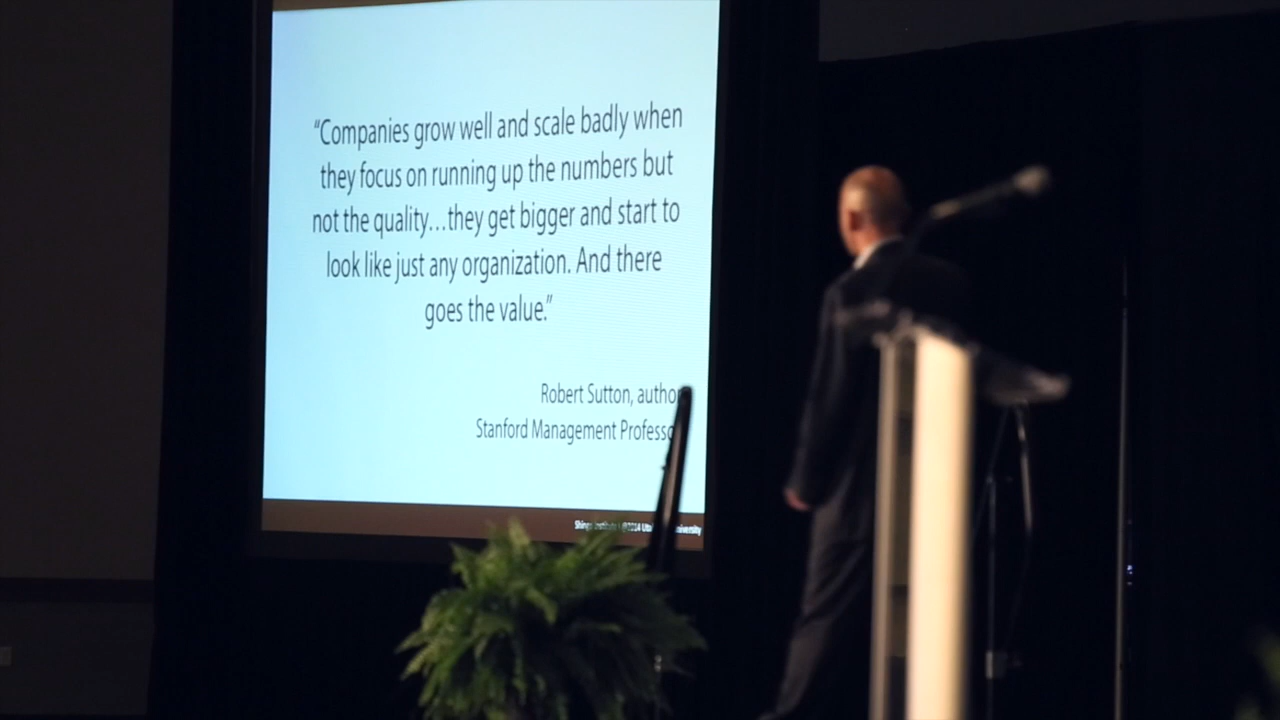 “Companies grow well and scale badly when
they focus on running up the numbers but
not the quality…they get bigger and start to
look like just any organization. And there
goes the value.”
Robert Sutton, author
Stanford Management Professor